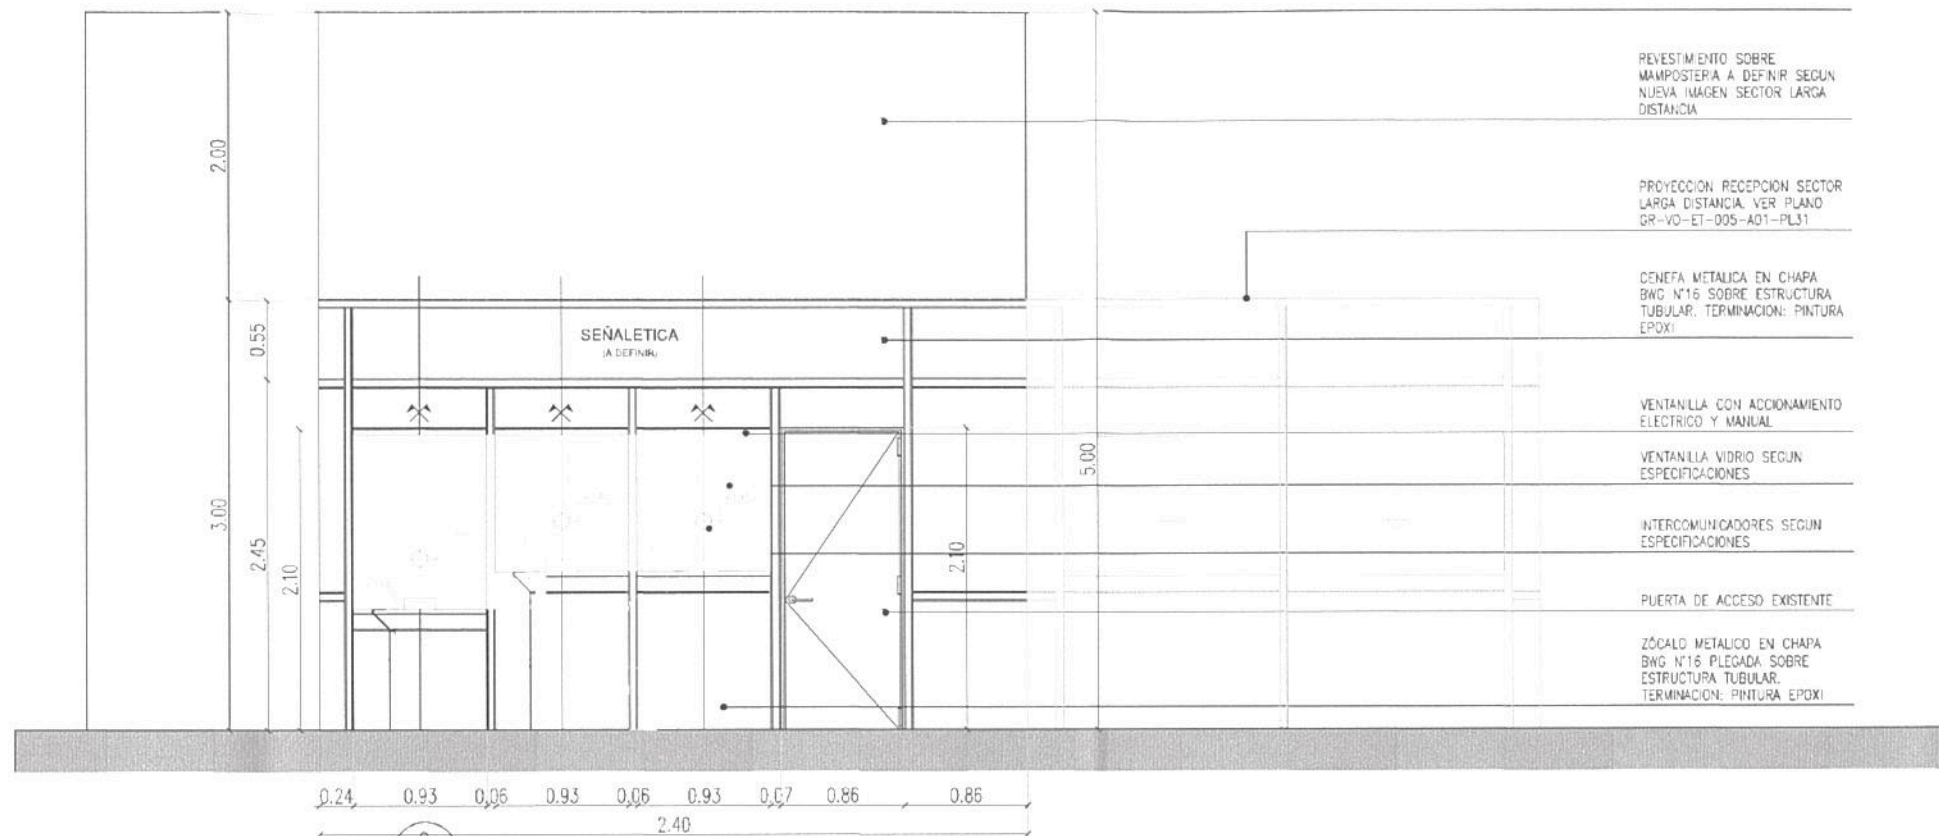 REVESTIMIENTO SOBRE
MAMPOSTERIA A DEFINIR SEGUN
NUEVA IMAGEN SECTOR LARGA
DISTANCIA
PROYECCION RECEPCION SECTOR
LARGA DISTANCIA. VER PLANO
GR-VO-ET-005-A01-PL31
CENEFA METALICA EN CHAPA
BWG N°16 SOBRE ESTRUCTURA
TUBULAR. TERMINACION: PINTURA
EPOXI
VENTANILLA CON ACCIONAMIENTO
ELECTRICO Y MANUAL
VENTANILLA VIDRIO SEGUN
ESPECIFICACIONES
INTERCOMUNICADORES SEGUN
ESPECIFICACIONES
PUERTA DE ACCESO EXISTENTE
ZÓCALO METALICO EN CHAPA
BWG N°16 PLEGADA SOBRE
ESTRUCTURA TUBULAR.
TERMINACION: PINTURA EPOXI
SEÑALETICA
(A DEFINIR)
2.00
0.55
3.00
2.45
2.10
2.10
5.00
0.24 0.93 0.06 0.93 0.06 0.93 0.07 0.86 0.86
2.40